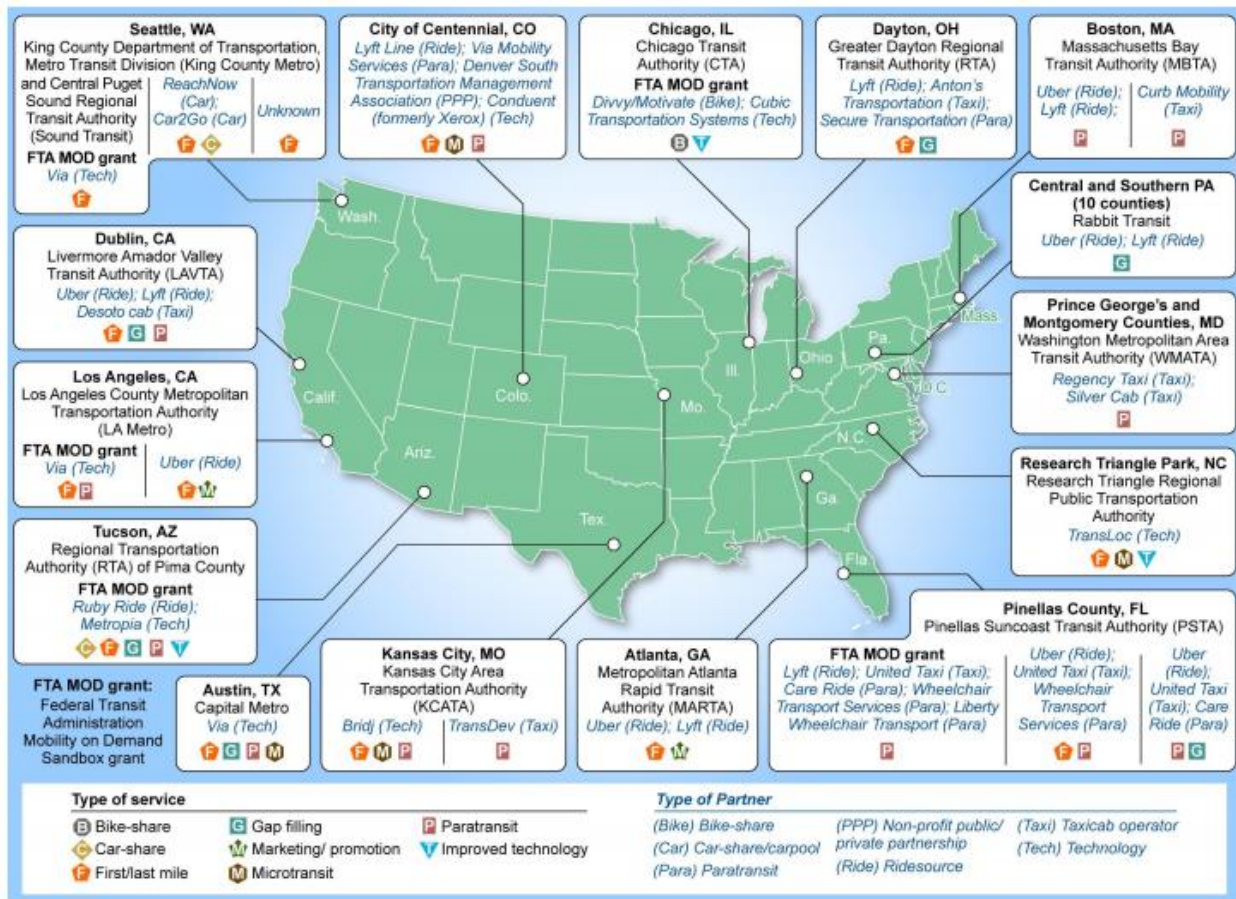 Seattle, WA
King County Department of Transportation,
Metro Transit Division (King County Metro)
and Central Puget
Sound Regional
Transit Authority
(Sound Transit)
FTA MOD grant
Via (Tech)
F
ReachNow
(Car);
Car2Go (Car)
F C
Unknown
F
City of Centennial, CO
Lyft Line (Ride); Via Mobility
Services (Para); Denver South
Transportation Management
Association (PPP); Conduent
(formerly Xerox) (Tech)
F M P
Chicago, IL
Chicago Transit
Authority (CTA)
FTA MOD grant
Divvy/Motivate (Bike); Cubic
Transportation Systems (Tech)
B T
Dayton, OH
Greater Dayton Regional
Transit Authority (RTA)
Lyft (Ride); Anton's
Transportation (Taxi);
Secure Transportation (Para)
F G
Boston, MA
Massachusetts Bay
Transit Authority (MBTA)
Uber (Ride);
Lyft (Ride);
P
Curb Mobility
(Taxi)
P
Central and Southern PA
(10 counties)
Rabbit Transit
Uber (Ride); Lyft (Ride)
G
Prince George's and
Montgomery Counties, MD
Washington Metropolitan Area
Transit Authority (WMATA)
Regency Taxi (Taxi);
Silver Cab (Taxi)
P
Research Triangle Park, NC
Research Triangle Regional
Public Transportation
Authority
TransLoc (Tech)
F M T
Dublin, CA
Livermore Amador Valley
Transit Authority (LAVTA)
Uber (Ride); Lyft (Ride);
Desoto cab (Taxi)
F G P
Los Angeles, CA
Los Angeles County Metropolitan
Transportation Authority
(LA Metro)
FTA MOD grant
Via (Tech)
F P
Uber (Ride)
F M
Tucson, AZ
Regional Transportation
Authority (RTA) of Pima County
FTA MOD grant
Ruby Ride (Ride);
Metropia (Tech)
C F G P T
Wash.
Calif.
Ariz.
Colo.
Tex.
Mo.
Ill.
Ohio
Pa.
Mass.
D.C.
N.C.
Ga.
Fla.
FTA MOD grant:
Federal Transit
Administration
Mobility on Demand
Sandbox grant
Austin, TX
Capital Metro
Via (Tech)
F G P M
Kansas City, MO
Kansas City Area
Transportation Authority
(KCATA)
Bridj (Tech)
F M P
TransDev (Taxi)
P
Atlanta, GA
Metropolitan Atlanta
Rapid Transit
Authority (MARTA)
Uber (Ride); Lyft (Ride)
F M
Pinellas County, FL
Pinellas Suncoast Transit Authority (PSTA)
FTA MOD grant
Lyft (Ride); United Taxi (Taxi);
Care Ride (Para); Wheelchair
Transport Services (Para); Liberty
Wheelchair Transport (Para)
P
Uber (Ride);
United Taxi (Taxi);
Wheelchair
Transport
Services (Para)
F P
Uber
(Ride);
United Taxi
(Taxi); Care
Ride (Para)
P G
Type of service
B Bike-share
C Car-share
F First/last mile
G Gap filling
M Marketing/ promotion
M Microtransit
P Paratransit
T Improved technology
Type of Partner
(Bike) Bike-share
(Car) Car-share/carpool
(Para) Paratransit
(PPP) Non-profit public/
private partnership
(Ride) Ridesource
(Taxi) Taxicab operator
(Tech) Technology